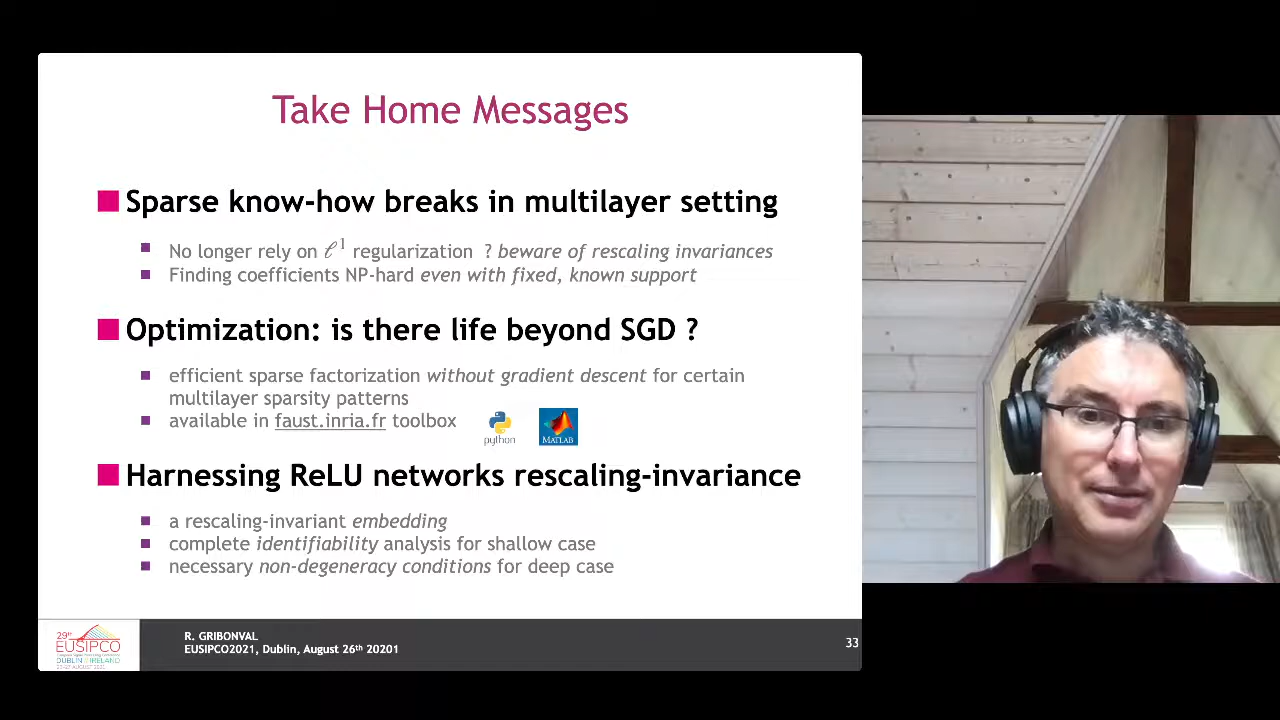 Take Home Messages
Sparse know-how breaks in multilayer setting
No longer rely on ℓ¹ regularization ? beware of rescaling invariances
Finding coefficients NP-hard even with fixed, known support
Optimization: is there life beyond SGD ?
efficient sparse factorization without gradient descent for certain
multilayer sparsity patterns
available in faust.inria.fr toolbox
python
MATLAB
Harnessing ReLU networks rescaling-invariance
a rescaling-invariant embedding
complete identifiability analysis for shallow case
necessary non-degeneracy conditions for deep case
29th
EUSIPCO
DUBLIN IRELAND
R. GRIBONVAL
EUSIPCO2021, Dublin, August 26th 20201
33